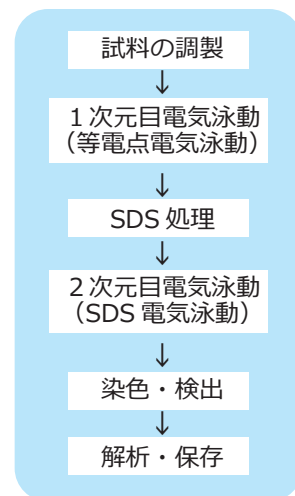 試料の調製
↓
1次元目電気泳動
（等電点電気泳動）
↓
SDS 処理
↓
2次元目電気泳動
（SDS 電気泳動）
↓
染色・検出
↓
解析・保存